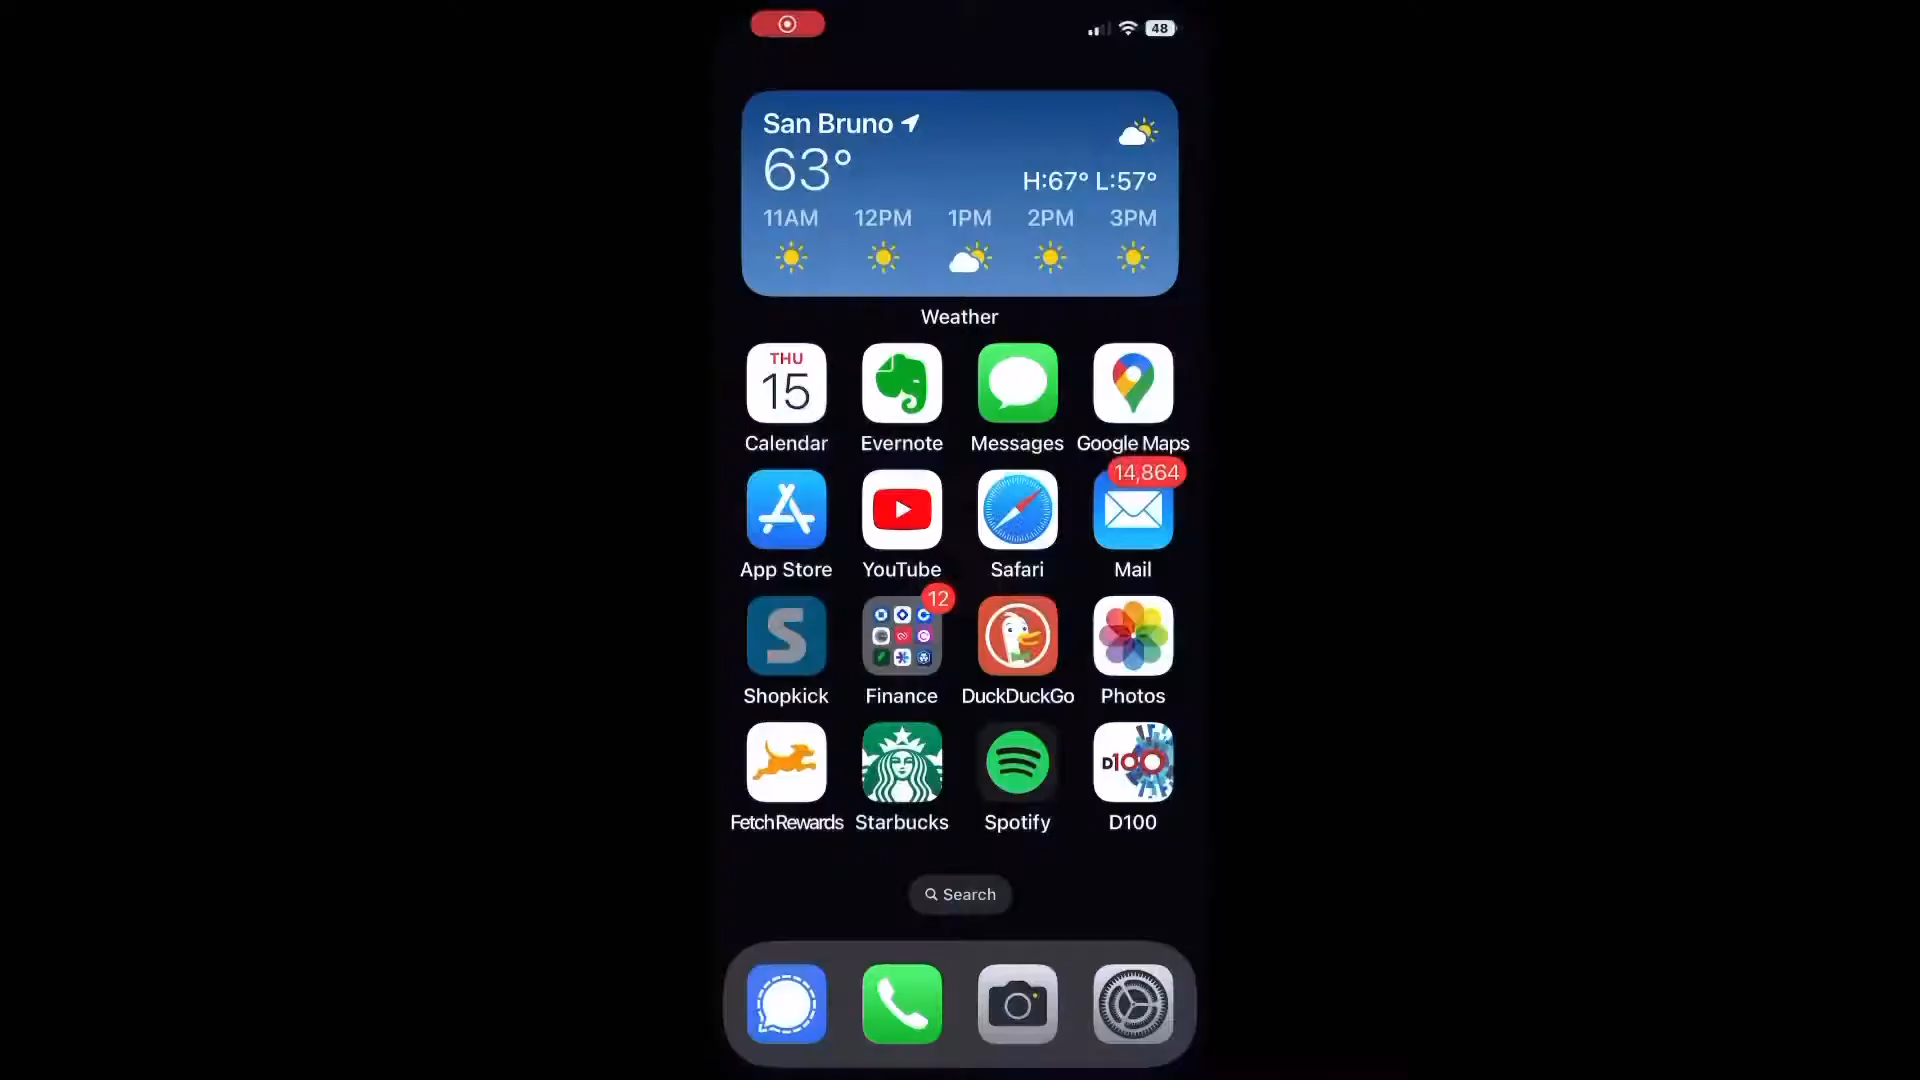 48
San Bruno
63°
H:67° L:57°
11AM 12PM 1PM 2PM 3PM
Weather
THU
15
Calendar Evernote Messages Google Maps
14,864
App Store YouTube Safari Mail
S
12
Shopkick Finance DuckDuckGo Photos
D100
FetchRewards Starbucks Spotify D100
Search